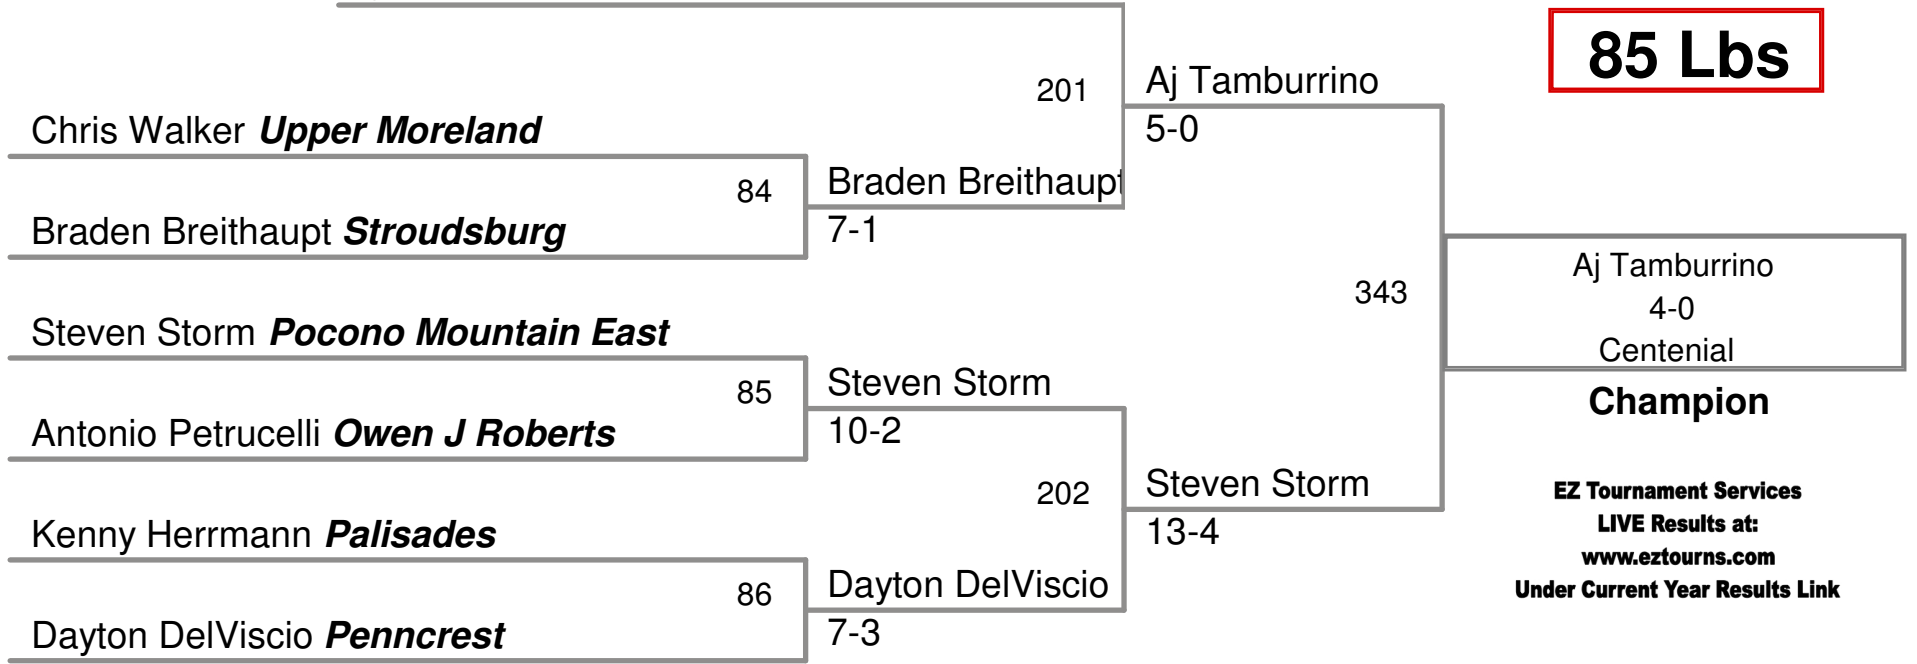 85 Lbs
201
Aj Tamburrino
5-0
Chris Walker Upper Moreland
84
Braden Breithaupt
7-1
Braden Breithaupt Stroudsburg
343
Aj Tamburrino
4-0
Centenial
Champion
Steven Storm Pocono Mountain East
85
Steven Storm
10-2
Antonio Petrucelli Owen J Roberts
202
Steven Storm
13-4
Kenny Herrmann Palisades
86
Dayton DelViscio
7-3
Dayton DelViscio Penncrest
EZ Tournament Services
LIVE Results at:
www.eztourns.com
Under Current Year Results Link